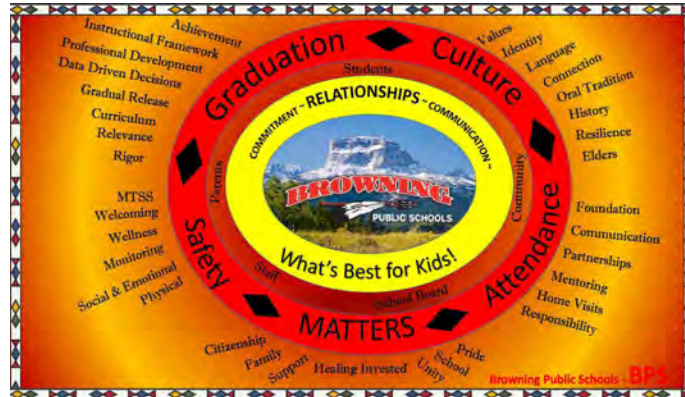 Achievement
Instructional Framework
Professional Development
Data Driven Decisions
Gradual Release
Curriculum
Relevance
Rigor
MTSS
Welcoming
Wellness
Monitoring
Social & Emotional
Physical
Citizenship
Family
Support
Healing Invested
Unity
School
Pride
Values
Identity
Language
Connection
Oral Tradition
History
Resilience
Elders
Foundation
Communication
Partnerships
Mentoring
Home Visits
Responsibility
Graduation
Culture
Attendance
MATTERS
Safety
Students
Community
School Board
Staff
Parents
COMMITMENT ~ RELATIONSHIPS ~ COMMUNICATION ~
What's Best for Kids!
BROWNING
PUBLIC SCHOOLS
Browning Public Schools - BPS